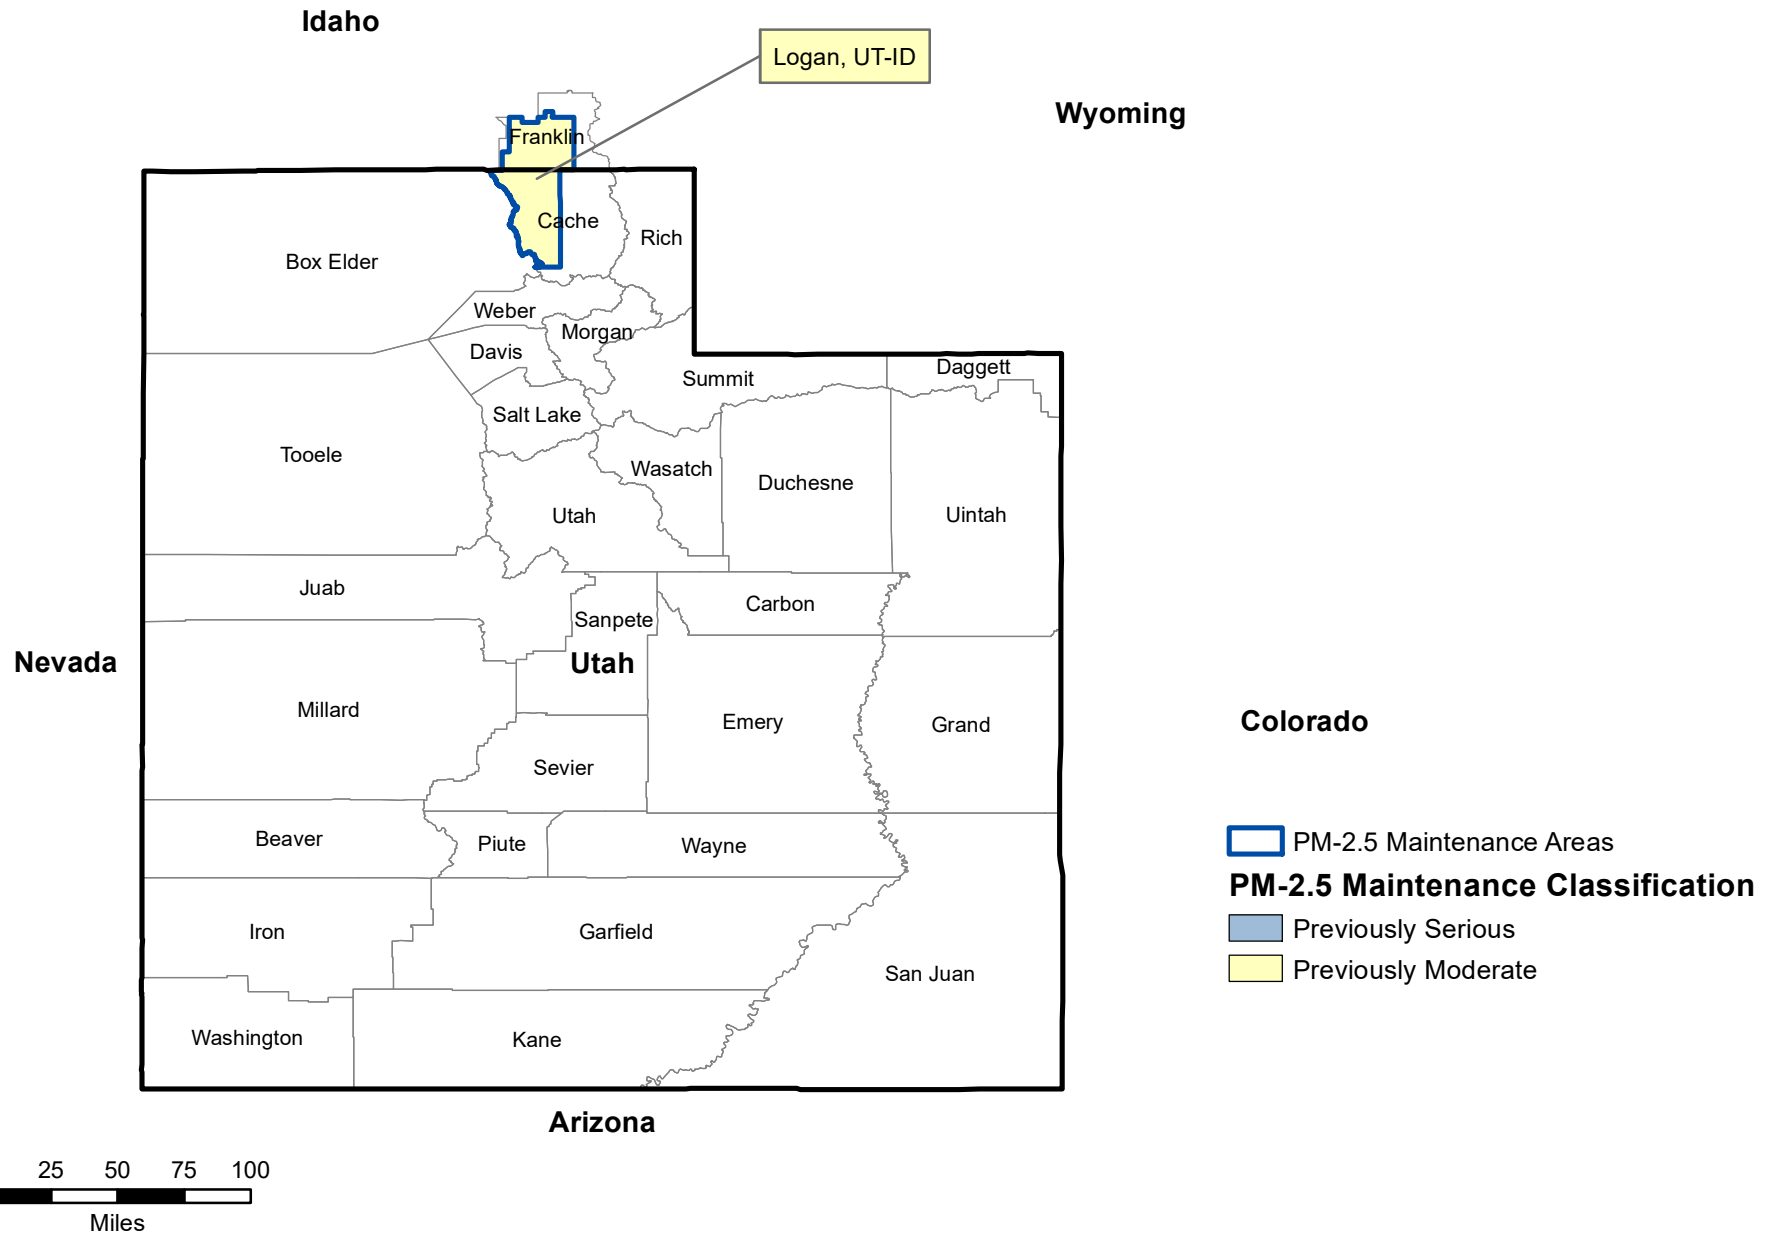 Idaho
Logan, UT-ID
Wyoming
Franklin
Cache
Rich
Box Elder
Weber
Morgan
Davis
Summit
Daggett
Salt Lake
Tooele
Wasatch
Duchesne
Utah
Uintah
Juab
Carbon
Sanpete
Nevada
Utah
Millard
Emery
Grand
Colorado
Sevier
Beaver
Piute
Wayne
PM-2.5 Maintenance Areas
PM-2.5 Maintenance Classification
Previously Serious
Previously Moderate
Iron
Garfield
San Juan
Washington
Kane
Arizona
25 50 75 100
Miles